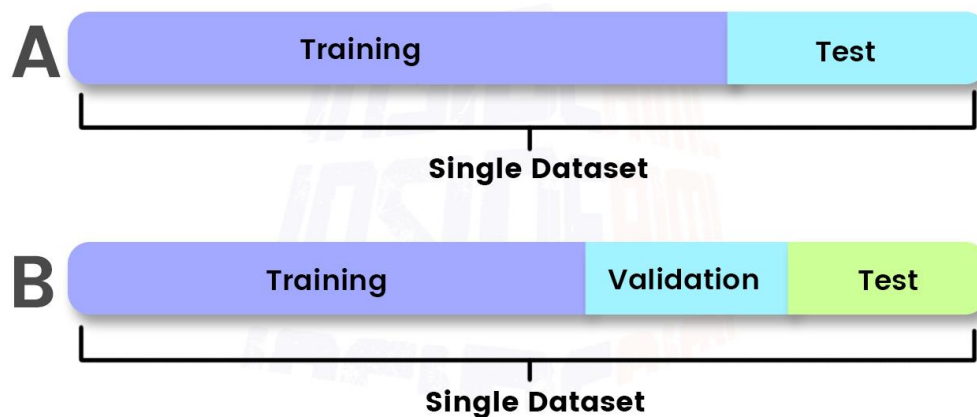 A Training Test
Single Dataset
B Training Validation Test
Single Dataset